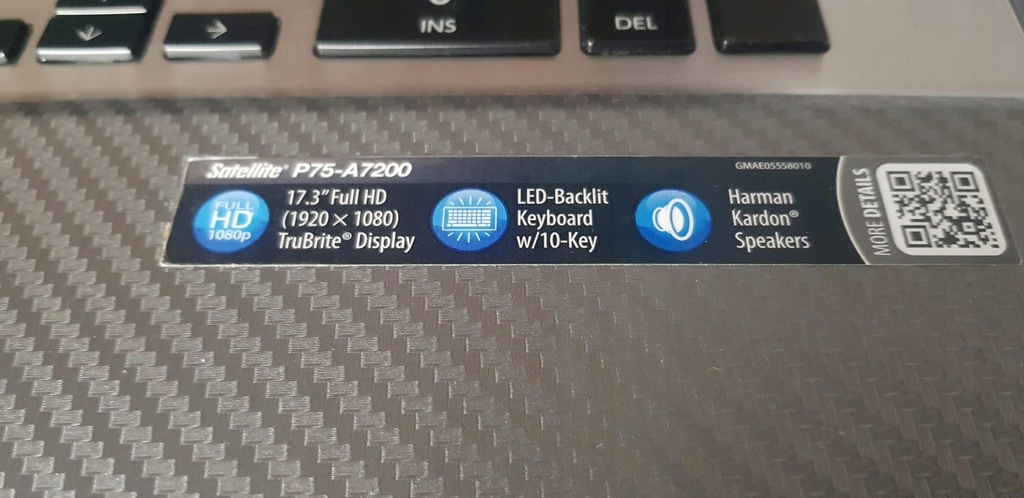 INS
DEL
Satellite® P75-A7200
GMAE05558010
FULL
HD
1080p
17.3” Full HD
(1920 × 1080)
TruBrite® Display
LED-Backlit
Keyboard
w/10-Key
Harman
Kardon®
Speakers
MORE DETAILS